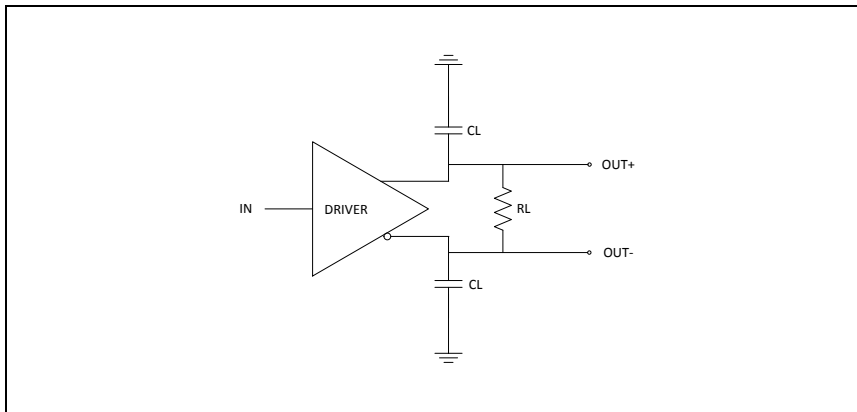 CL
OUT+
IN
DRIVER
RL
OUT-
CL